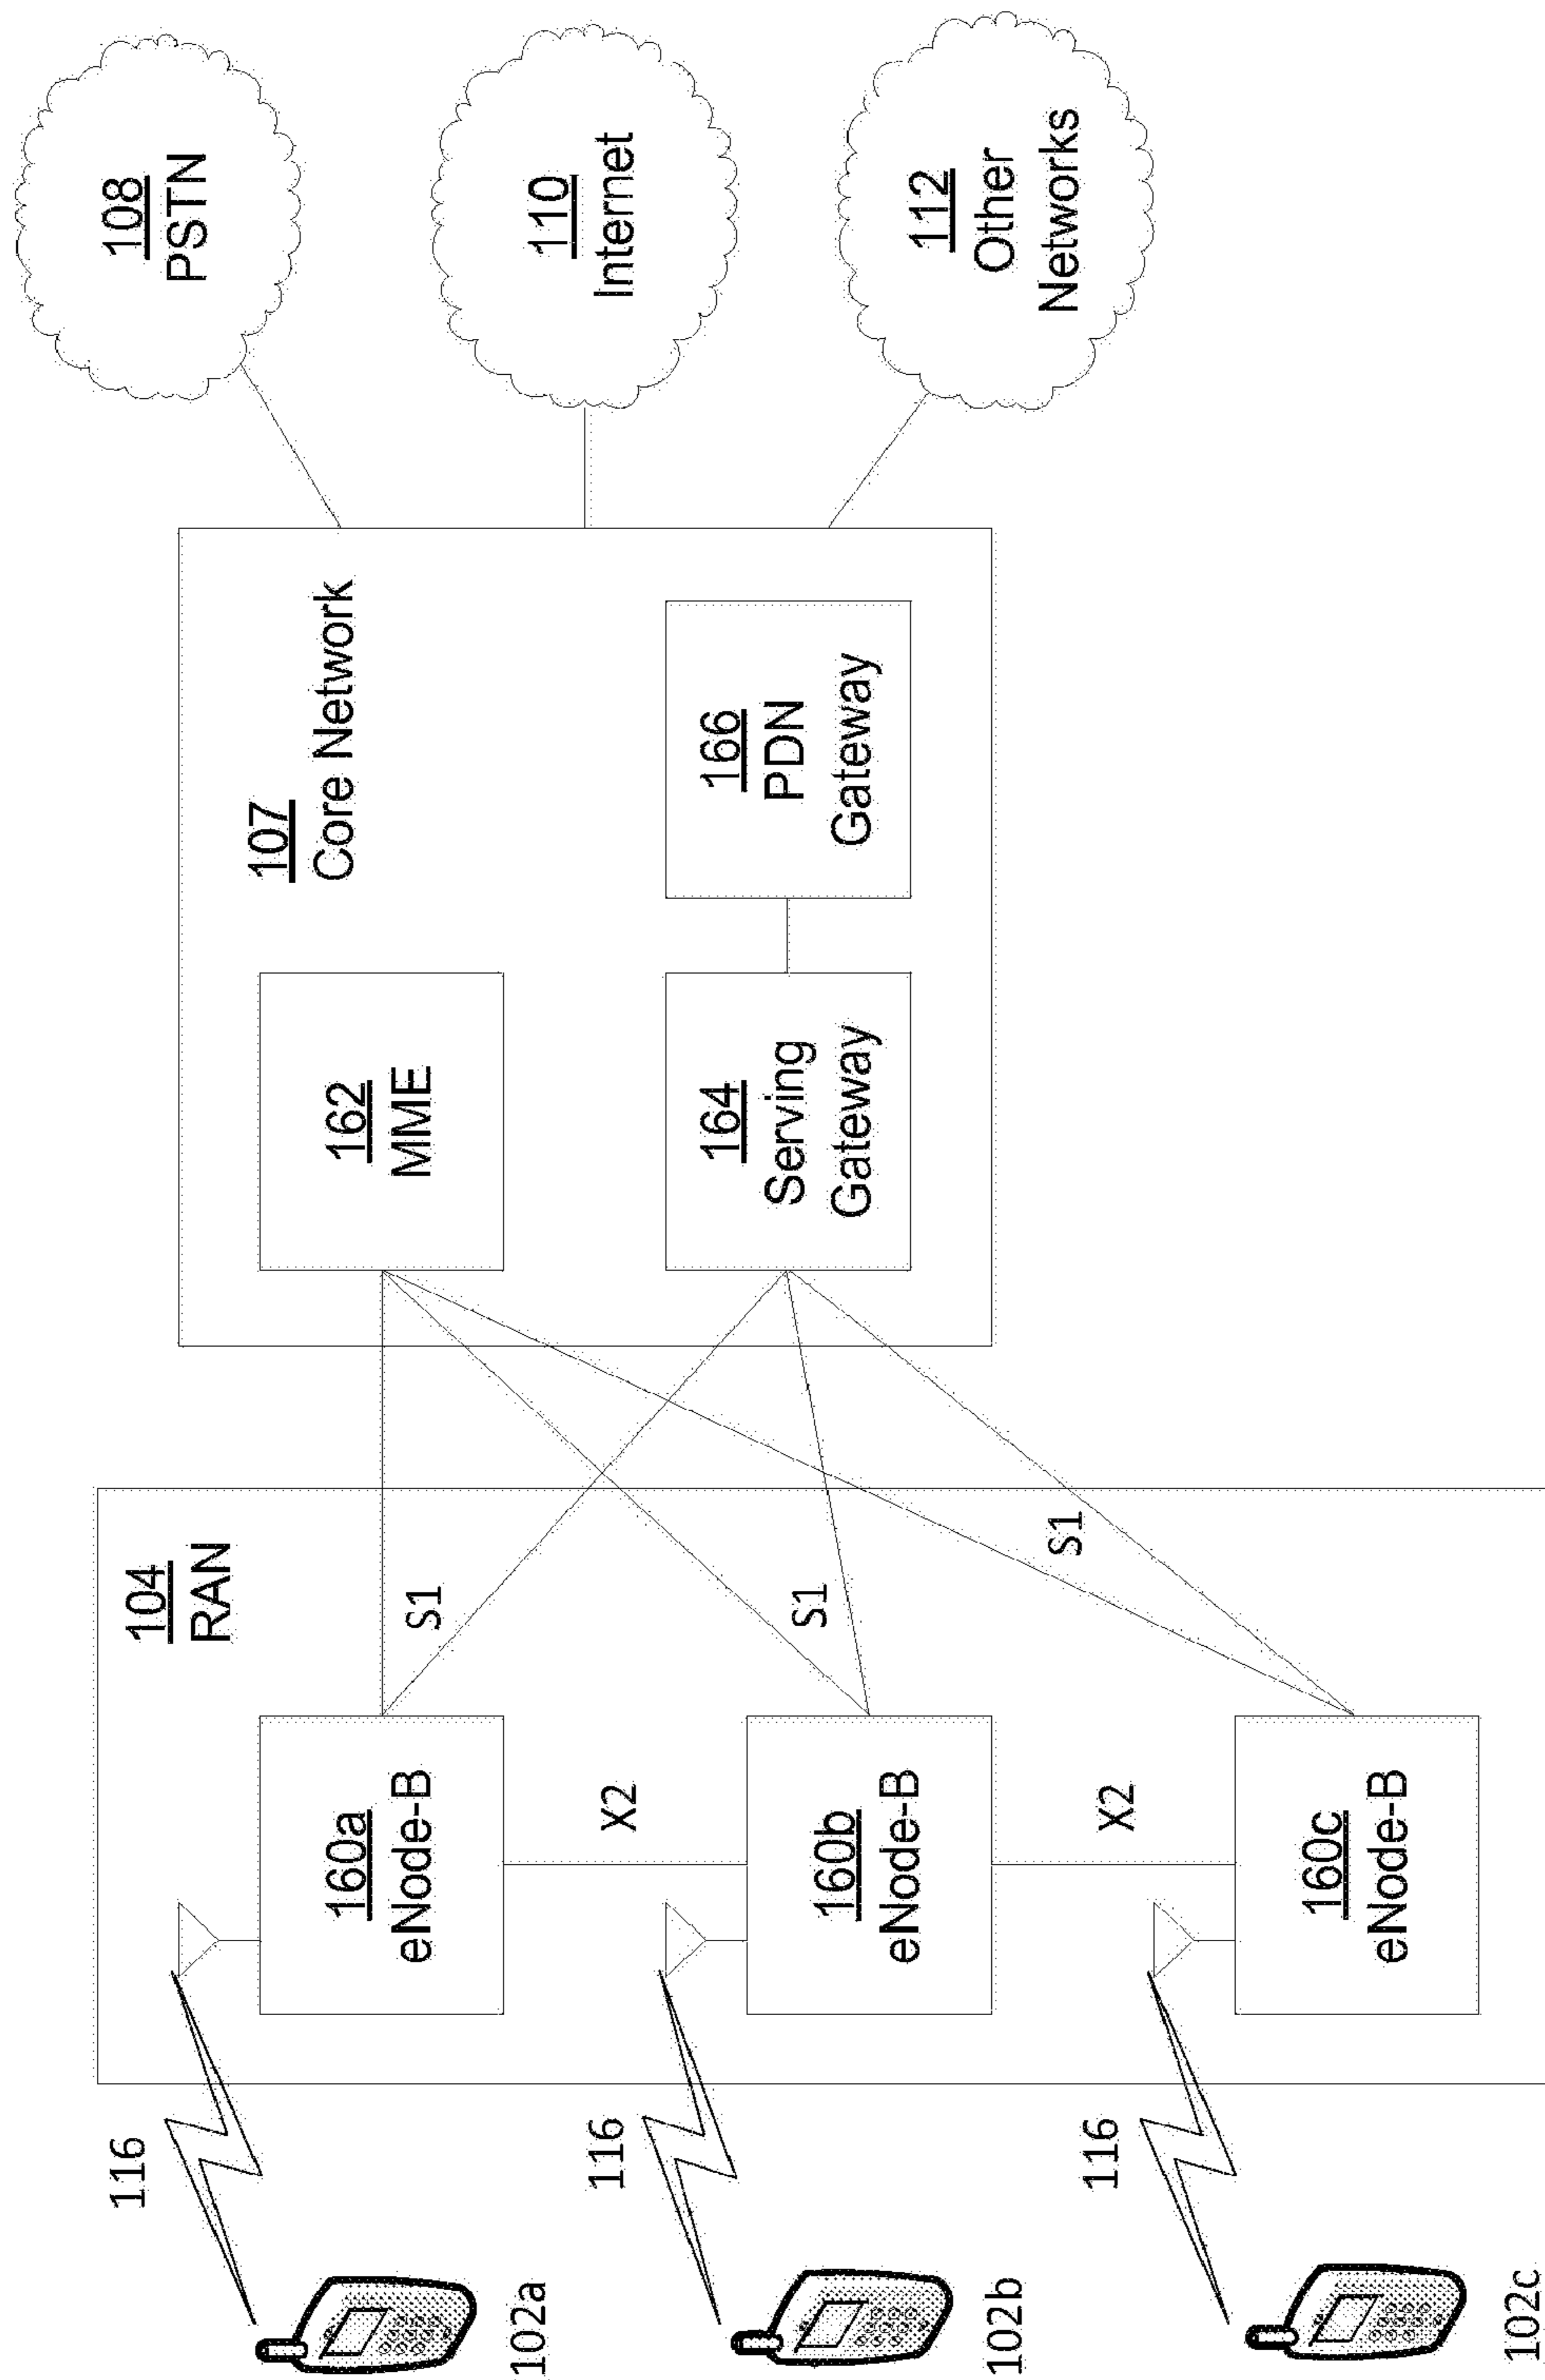 104
RAN
107
Core Network
108
PSTN
116
160a
eNode-B
162
MME
102a
S1
X2
110
Internet
116
160b
eNode-B
164
Serving
Gateway
166
PDN
Gateway
102b
S1
X2
112
Other
Networks
116
S1
160c
eNode-B
102c